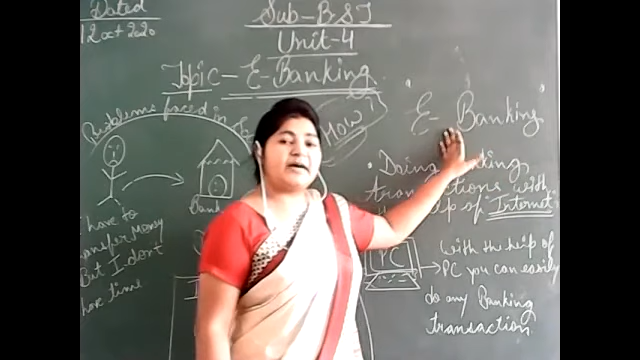 Dated
12 Oct 2020
Sub-BST
Unit-4
Topic - E-Banking
Problems faced in
HOW?
I have to
transfer money
But I don't
have time
Bank
"E-Banking"
• Doing Banking
transactions with
help of "Internet"
PC
With the help of
PC you can easily
do any Banking
transaction.